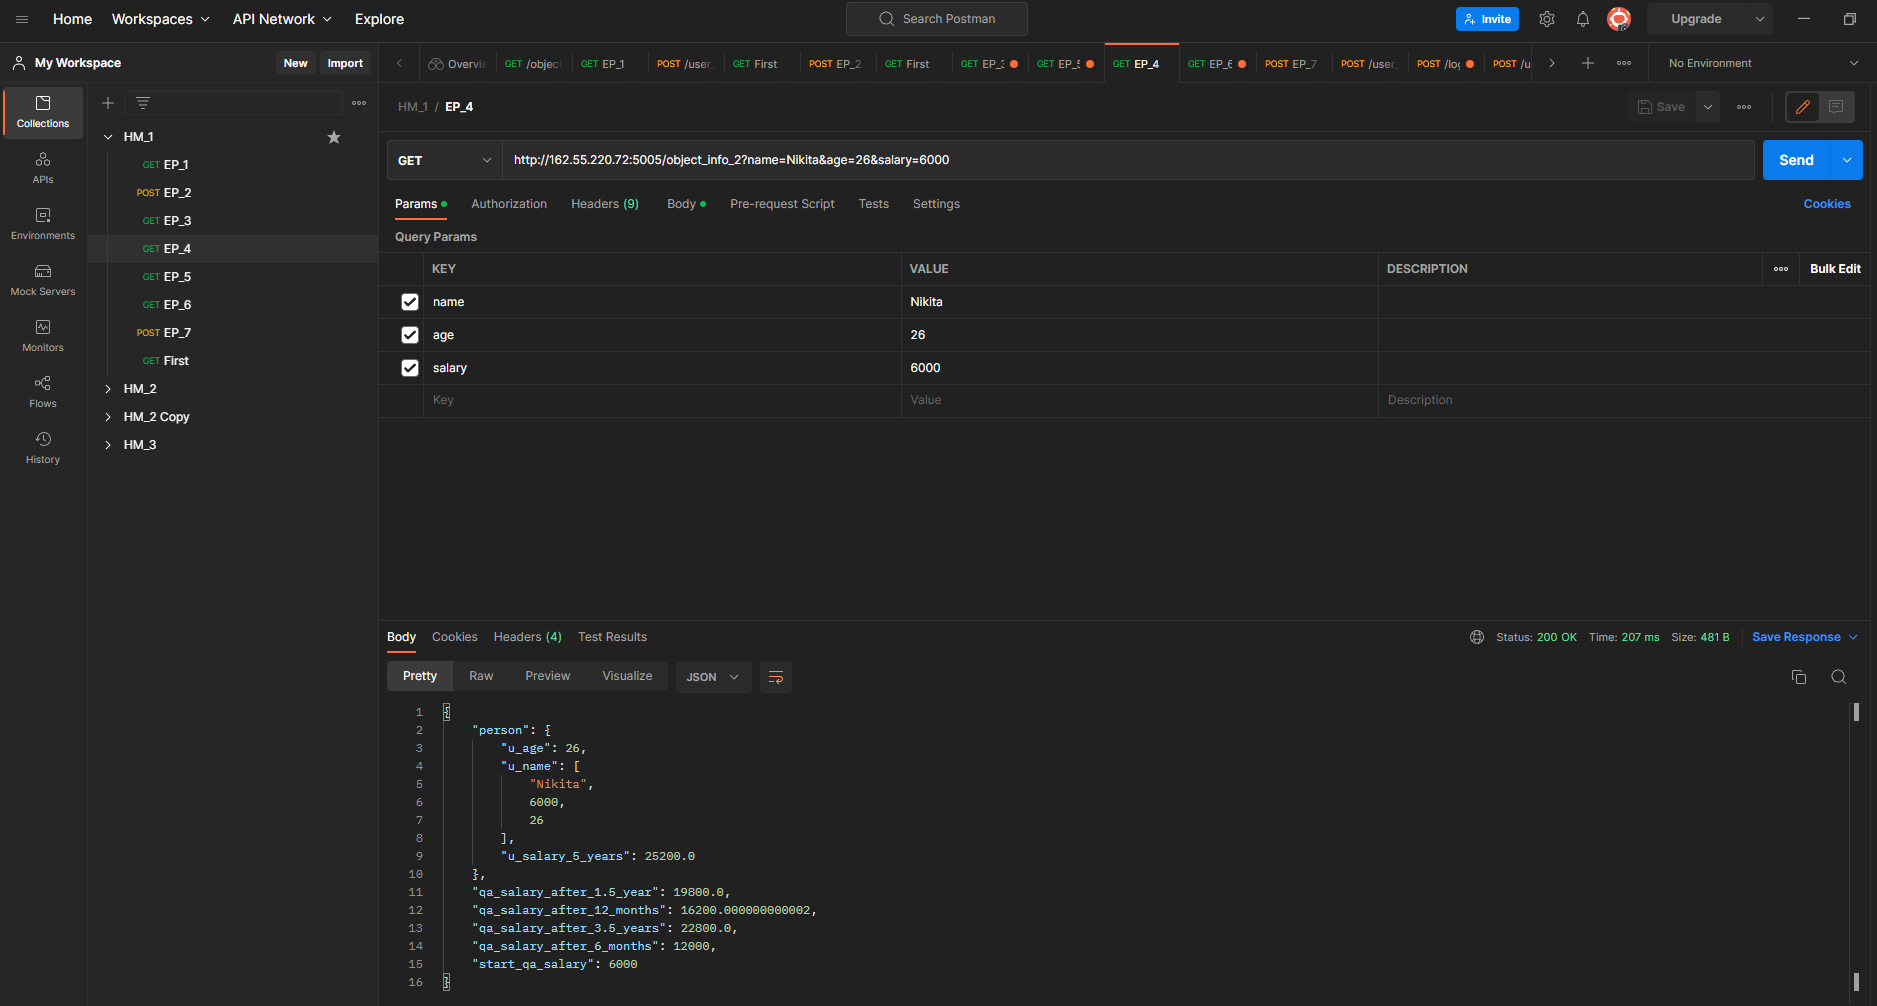 Home Workspaces API Network Explore Search Postman Invite Upgrade
My Workspace New Import
Overvie GET /object GET EP_1 POST /user_ GET First POST EP_2 GET First GET EP_3 GET EP_5 GET EP_4 GET EP_6 POST EP_7 POST /user_ POST /log POST /u No Environment
HM_1 / EP_4 Save
Collections
APIs
Environments
Mock Servers
Monitors
Flows
History
HM_1
GET EP_1
POST EP_2
GET EP_3
GET EP_4
GET EP_5
GET EP_6
POST EP_7
GET First
HM_2
HM_2 Copy
HM_3
GET http://162.55.220.72:5005/object_info_2?name=Nikita&age=26&salary=6000 Send
Params Authorization Headers (9) Body Pre-request Script Tests Settings Cookies
Query Params
KEY VALUE DESCRIPTION Bulk Edit
name Nikita
age 26
salary 6000
Key Value Description
Body Cookies Headers (4) Test Results Status: 200 OK Time: 207 ms Size: 481 B Save Response
Pretty Raw Preview Visualize JSON
1 {
2 "person": {
3 "u_age": 26,
4 "u_name": [
5 "Nikita",
6 6000,
7 26
8 ],
9 "u_salary_5_years": 25200.0
10 },
11 "qa_salary_after_1.5_year": 19800.0,
12 "qa_salary_after_12_months": 16200.000000000002,
13 "qa_salary_after_3.5_years": 22800.0,
14 "qa_salary_after_6_months": 12000,
15 "start_qa_salary": 6000
16 }